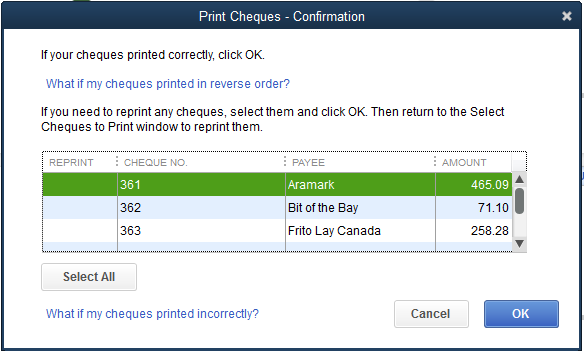 Print Cheques - Confirmation
If your cheques printed correctly, click OK.
What if my cheques printed in reverse order?
If you need to reprint any cheques, select them and click OK. Then return to the Select
Cheques to Print window to reprint them.
REPRINT CHEQUE NO. PAYEE AMOUNT
361 Aramark 465.09
362 Bit of the Bay 71.10
363 Frito Lay Canada 258.28
Select All
What if my cheques printed incorrectly?
Cancel OK